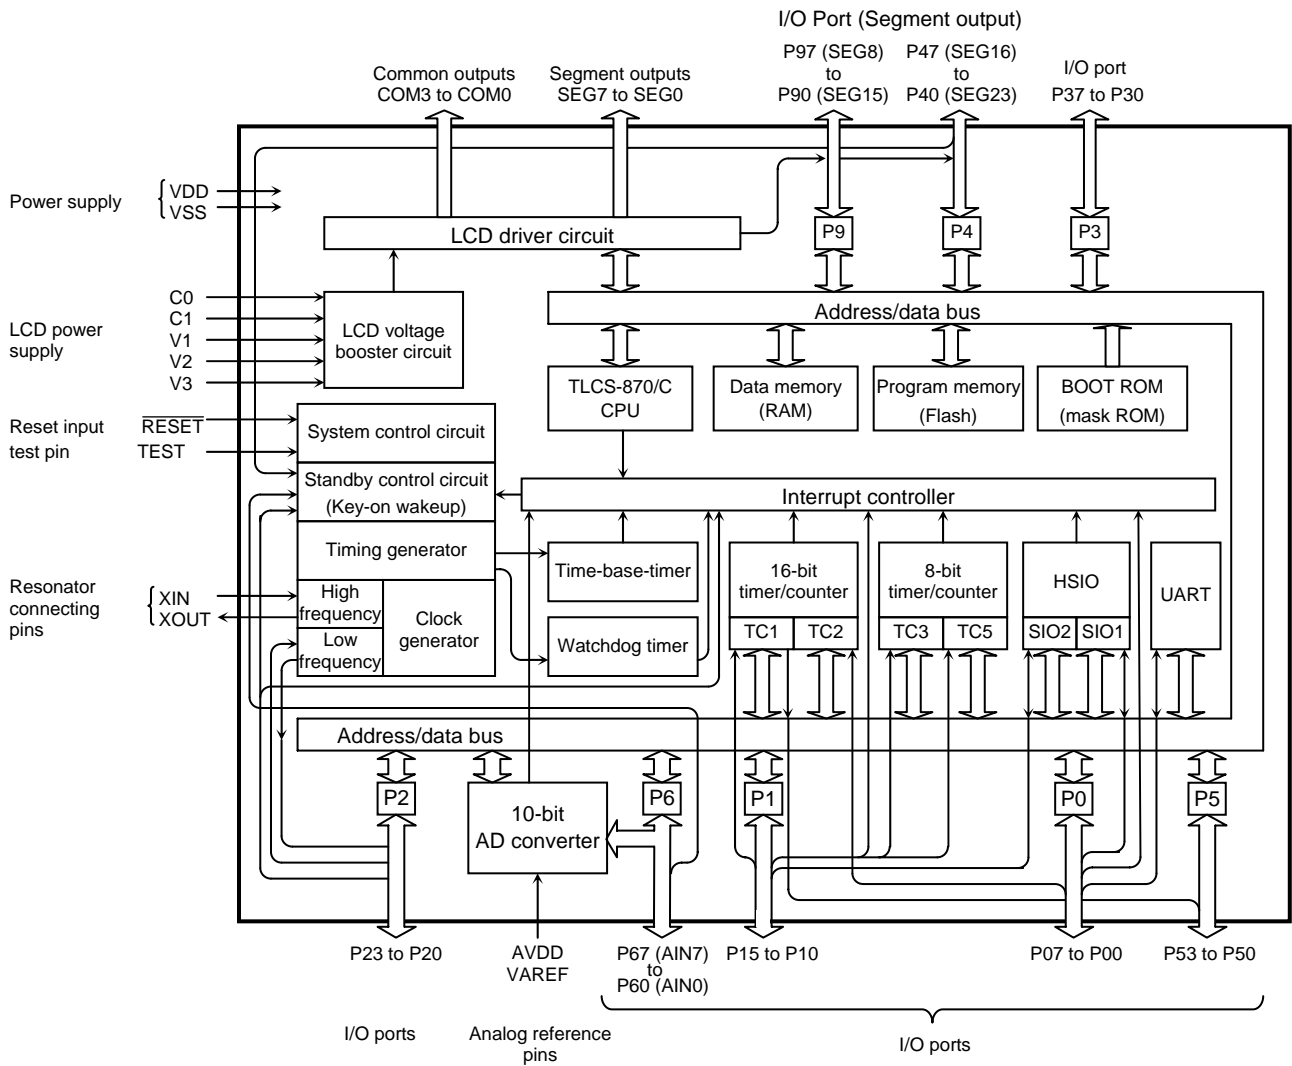 I/O Port (Segment output)
P97 (SEG8)
to
P90 (SEG15)
P47 (SEG16)
to
P40 (SEG23)
I/O port
P37 to P30
Common outputs
COM3 to COM0
Segment outputs
SEG7 to SEG0
Power supply
VDD
VSS
LCD driver circuit
P9
P4
P3
C0
C1
V1
V2
V3
LCD power
supply
LCD voltage
booster circuit
Address/data bus
TLCS-870/C
CPU
Data memory
(RAM)
Program memory
(Flash)
BOOT ROM
(mask ROM)
Reset input
test pin
RESET
TEST
System control circuit
Standby control circuit
(Key-on wakeup)
Interrupt controller
Timing generator
Time-base-timer
16-bit
timer/counter
TC1
TC2
8-bit
timer/counter
TC3
TC5
HSIO
SIO2
SIO1
UART
Resonator
connecting
pins
XIN
XOUT
High
frequency
Low
frequency
Clock
generator
Watchdog timer
Address/data bus
P2
10-bit
AD converter
P6
P1
P0
P5
P23 to P20
AVDD
VAREF
P67 (AIN7)
to
P60 (AIN0)
P15 to P10
P07 to P00
P53 to P50
I/O ports
Analog reference
pins
I/O ports